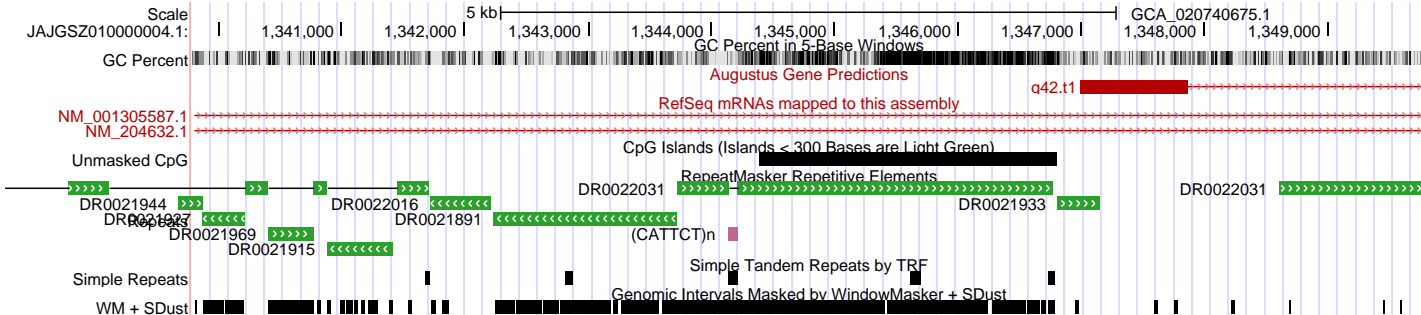 Scale 5 kb GCA_020740675.1
JAJGSZ010000004.1: 1,341,000 1,342,000 1,343,000 1,344,000 1,345,000 1,346,000 1,347,000 1,348,000 1,349,000
GC Percent in 5-Base Windows
GC Percent
Augustus Gene Predictions
g42.t1
RefSeq mRNAs mapped to this assembly
NM_001305587.1
NM_204632.1
CpG Islands (Islands < 300 Bases are Light Green)
Unmasked CpG
RepeatMasker Repetitive Elements
DR0022031 DR0022031
DR0021944 DR0022016 DR0021933
DR0021927 DR0021891
Repeats
DR0021969 (CATTCT)n
DR0021915
Simple Tandem Repeats by TRF
Simple Repeats
Genomic Intervals Masked by WindowMasker + SDust
WM + SDust